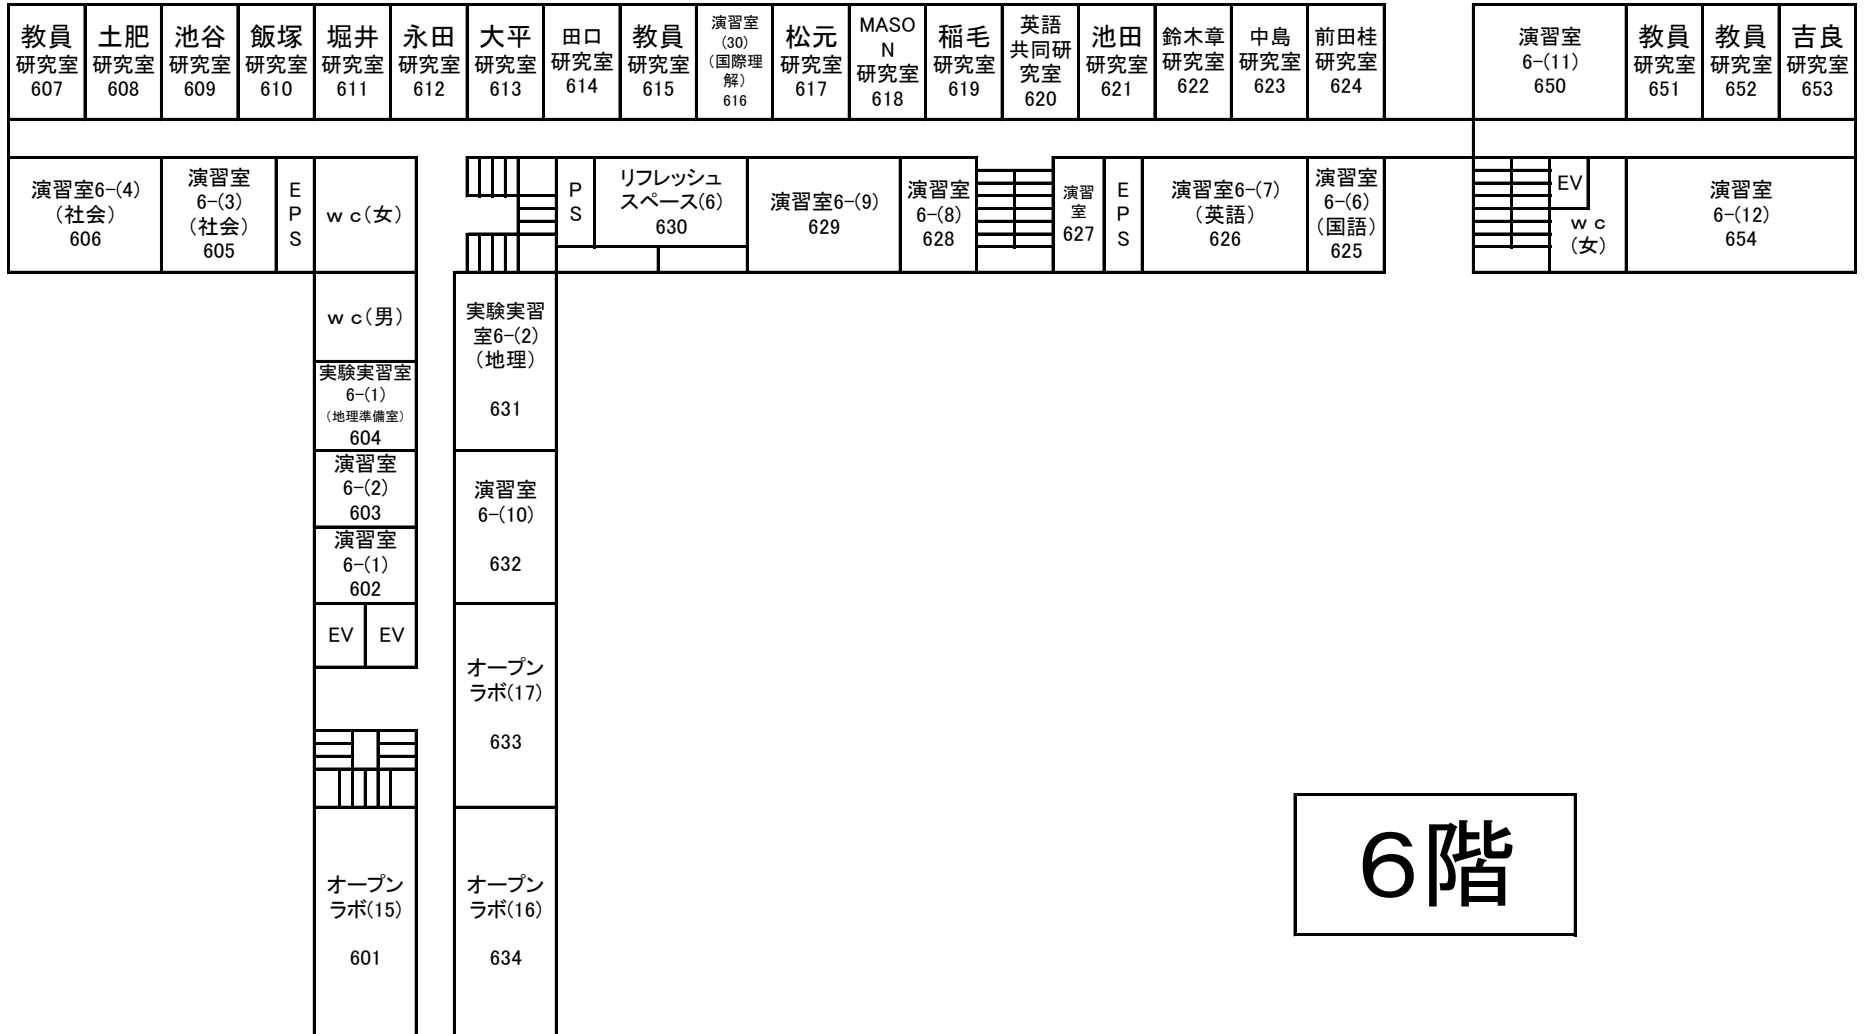 教員
研究室
607
土肥
研究室
608
池谷
研究室
609
飯塚
研究室
610
堀井
研究室
611
永田
研究室
612
大平
研究室
613
田口
研究室
614
教員
研究室
615
演習室
(30)
(国際理
解)
616
松元
研究室
617
MASO
N
研究室
618
稲毛
研究室
619
英語
共同研
究室
620
池田
研究室
621
鈴木章
研究室
622
中島
研究室
623
前田桂
研究室
624
演習室
6-(11)
650
教員
研究室
651
教員
研究室
652
吉良
研究室
653
演習室6-(4)
(社会)
606
演習室
6-(3)
(社会)
605
E
P
S
ｗｃ(女)
P
S
リフレッシュ
スペース(6)
630
演習室6-(9)
629
演習室
6-(8)
628
演習
室
627
E
P
S
演習室6-(7)
(英語)
626
演習室
6-(6)
(国語)
625
EV
ｗｃ
(女)
演習室
6-(12)
654
ｗｃ(男)
実験実習室
6-(1)
(地理準備室)
604
演習室
6-(2)
603
演習室
6-(1)
602
EV
EV
オープン
ラボ(15)
601
実験実習
室6-(2)
(地理)
631
演習室
6-(10)
632
オープン
ラボ(17)
633
オープン
ラボ(16)
634
６階